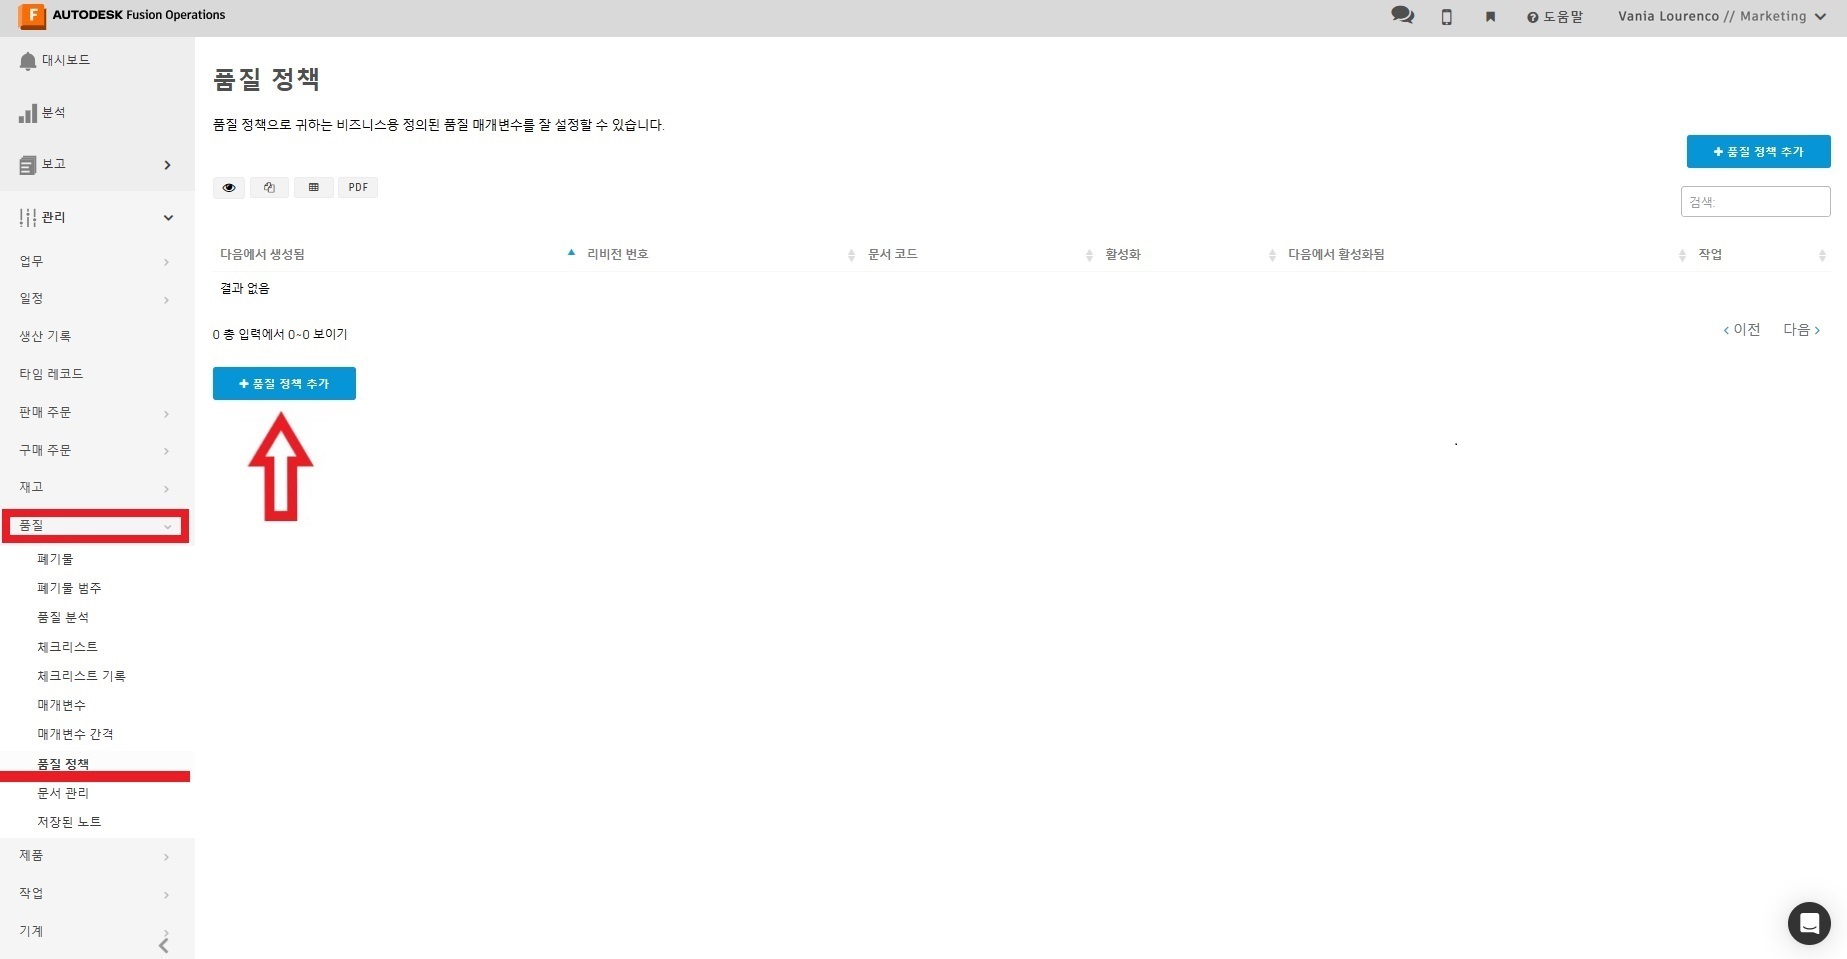 AUTODESK Fusion Operations
도움말
Vania Lourenco // Marketing
대시보드
분석
보고
관리
업무
일정
생산 기록
타임 레코드
판매 주문
구매 주문
재고
품질
폐기물
폐기물 범주
품질 분석
체크리스트
체크리스트 기록
매개변수
매개변수 간격
품질 정책
문서 관리
저장된 노트
제품
작업
기계
품질 정책
품질 정책으로 귀하는 비즈니스용 정의된 품질 매개변수를 잘 설정할 수 있습니다.
+ 품질 정책 추가
PDF
검색:
다음에서 생성됨 리비전 번호 문서 코드 활성화 다음에서 활성화됨 작업
결과 없음
0 총 입력에서 0~0 보이기
‹ 이전 다음 ›
+ 품질 정책 추가